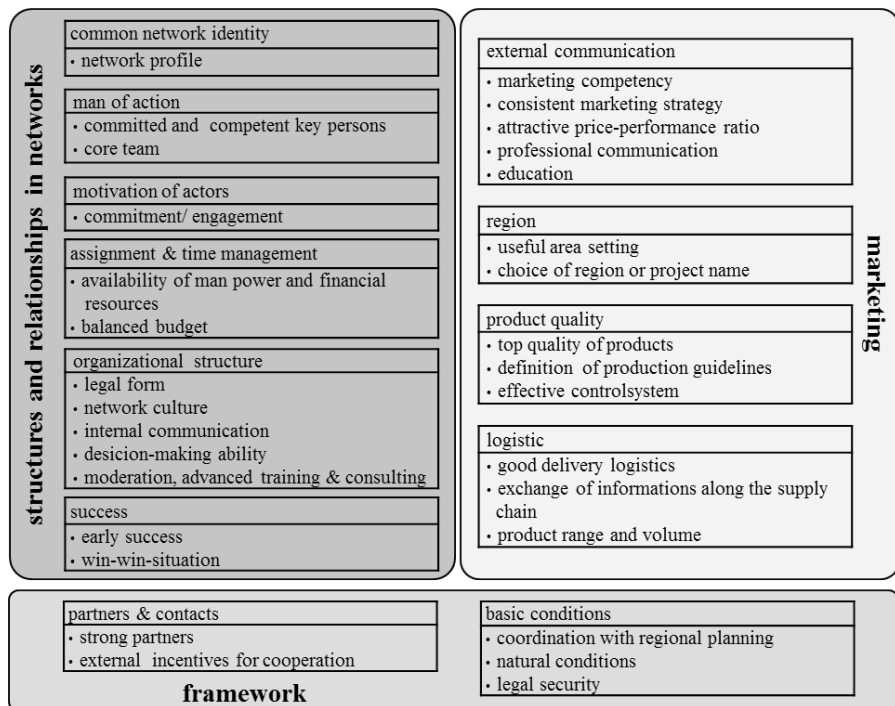 structures and relationships in networks
common network identity
• network profile
man of action
• committed and competent key persons
• core team
motivation of actors
• commitment/ engagement
assignment & time management
• availability of man power and financial
resources
• balanced budget
organizational structure
• legal form
• network culture
• internal communication
• desicion-making ability
• moderation, advanced training & consulting
success
• early success
• win-win-situation
marketing
external communication
• marketing competency
• consistent marketing strategy
• attractive price-performance ratio
• professional communication
• education
region
• useful area setting
• choice of region or project name
product quality
• top quality of products
• definition of production guidelines
• effective controlsystem
logistic
• good delivery logistics
• exchange of informations along the supply
chain
• product range and volume
partners & contacts
• strong partners
• external incentives for cooperation
basic conditions
• coordination with regional planning
• natural conditions
• legal security
framework